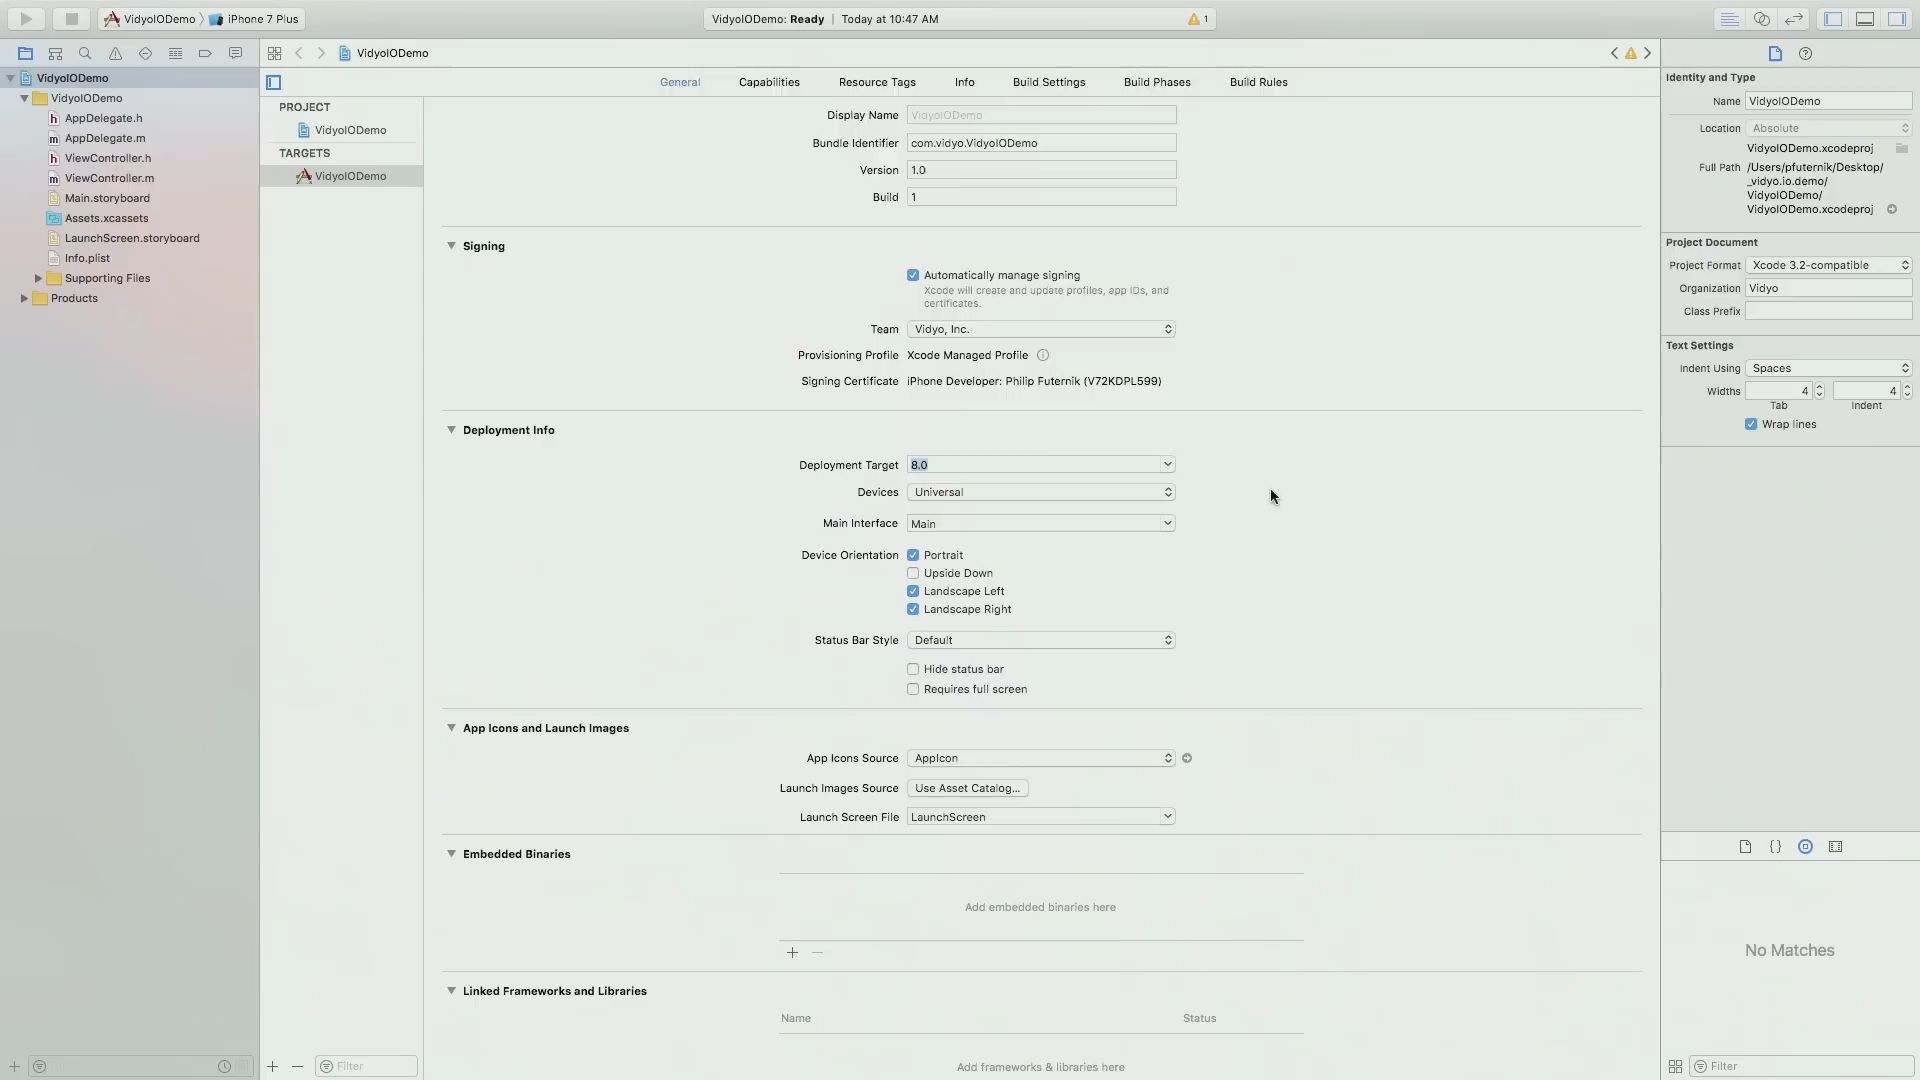 VidyoIODemo
iPhone 7 Plus
VidyoIODemo: Ready | Today at 10:47 AM
1
VidyoIODemo
VidyoIODemo
VidyoIODemo
AppDelegate.h
AppDelegate.m
ViewController.h
ViewController.m
Main.storyboard
Assets.xcassets
LaunchScreen.storyboard
Info.plist
Supporting Files
Products
General
Capabilities
Resource Tags
Info
Build Settings
Build Phases
Build Rules
PROJECT
VidyoIODemo
TARGETS
VidyoIODemo
Display Name VidyoIODemo
Bundle Identifier com.vidyo.VidyoIODemo
Version 1.0
Build 1
Signing
Automatically manage signing
Xcode will create and update profiles, app IDs, and
certificates.
Team Vidyo, Inc.
Provisioning Profile Xcode Managed Profile
Signing Certificate iPhone Developer: Philip Futernik (V72KDPL599)
Deployment Info
Deployment Target 8.0
Devices Universal
Main Interface Main
Device Orientation Portrait
Upside Down
Landscape Left
Landscape Right
Status Bar Style Default
Hide status bar
Requires full screen
App Icons and Launch Images
App Icons Source AppIcon
Launch Images Source Use Asset Catalog...
Launch Screen File LaunchScreen
Embedded Binaries
Add embedded binaries here
Linked Frameworks and Libraries
Name Status
Add frameworks & libraries here
Filter
Identity and Type
Name VidyoIODemo
Location Absolute
VidyoIODemo.xcodeproj
Full Path /Users/pfuternik/Desktop/
_vidyo.io.demo/
VidyoIODemo/
VidyoIODemo.xcodeproj
Project Document
Project Format Xcode 3.2-compatible
Organization Vidyo
Class Prefix
Text Settings
Indent Using Spaces
Widths 4 4
Tab Indent
Wrap lines
{}
No Matches
Filter